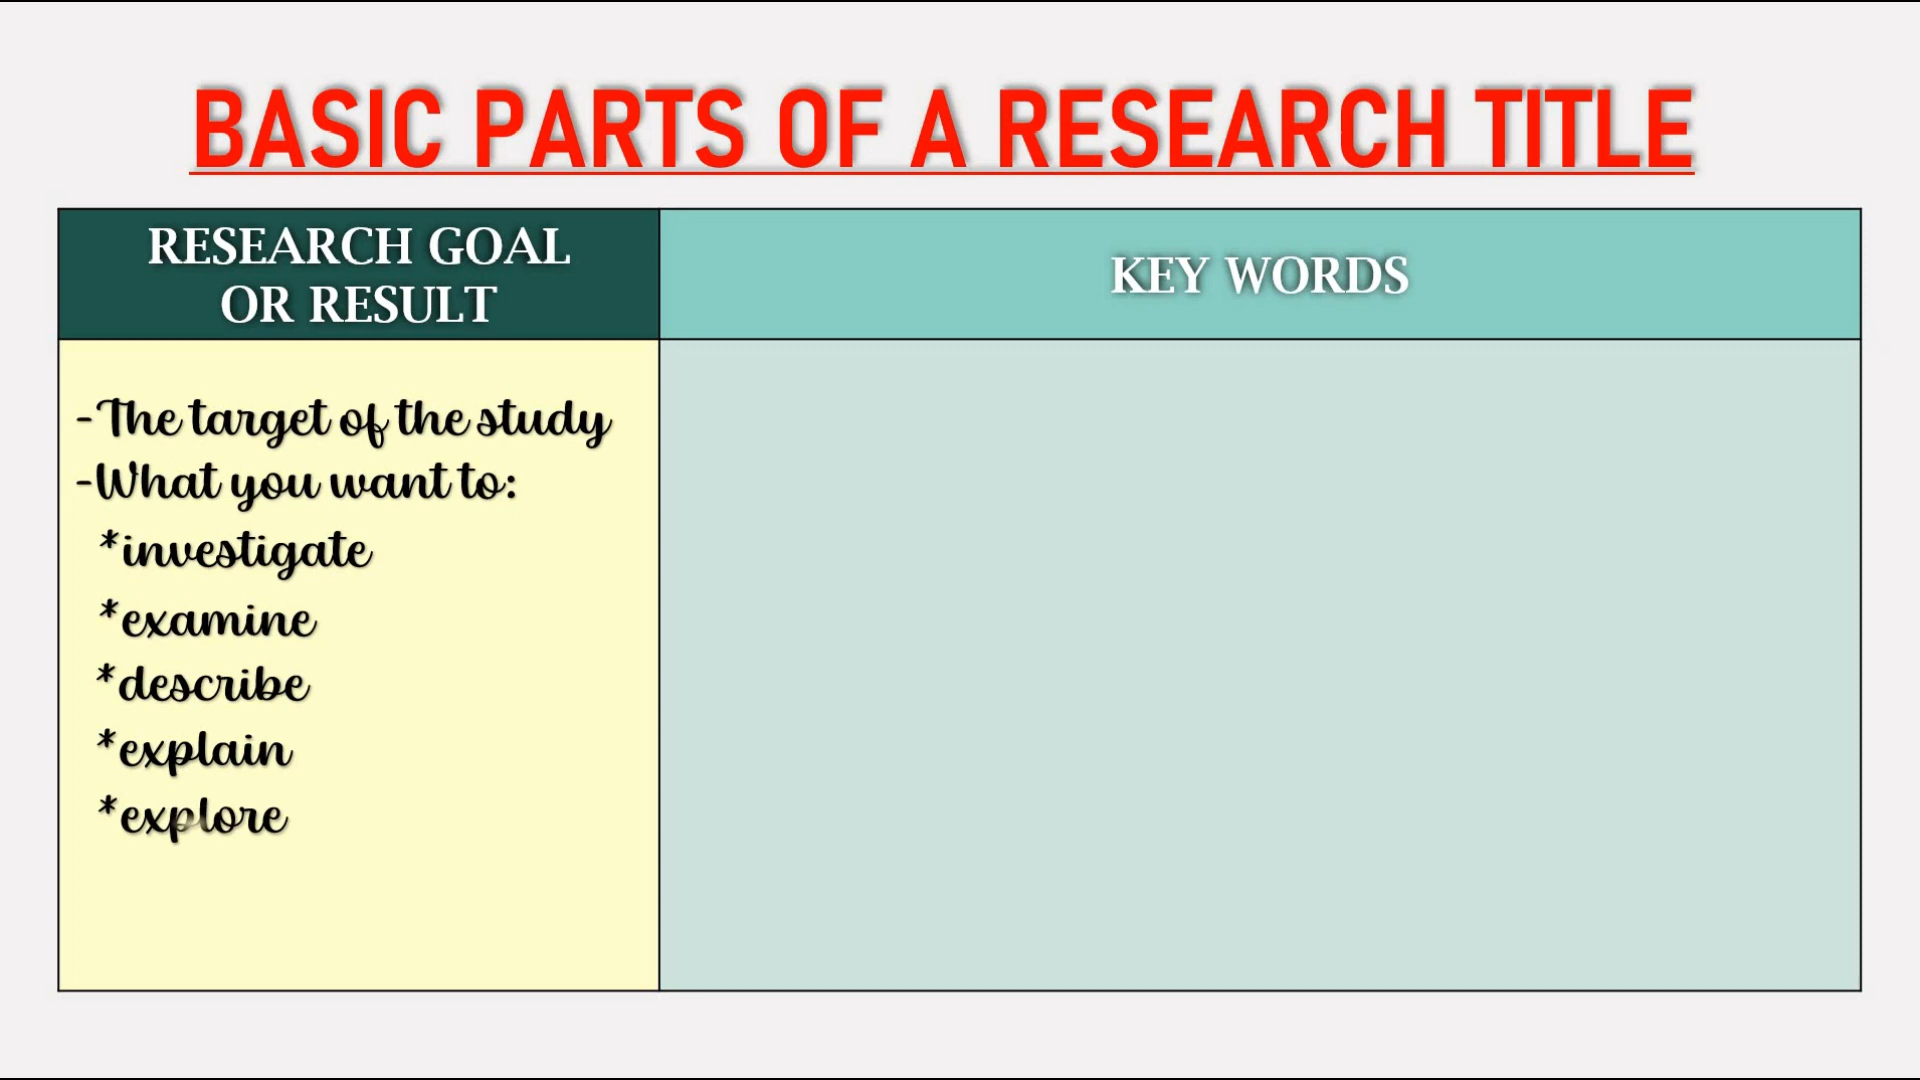 BASIC PARTS OF A RESEARCH TITLE
RESEARCH GOAL
OR RESULT
KEY WORDS
-The target of the study
-What you want to:
*investigate
*examine
*describe
*explain
*explore